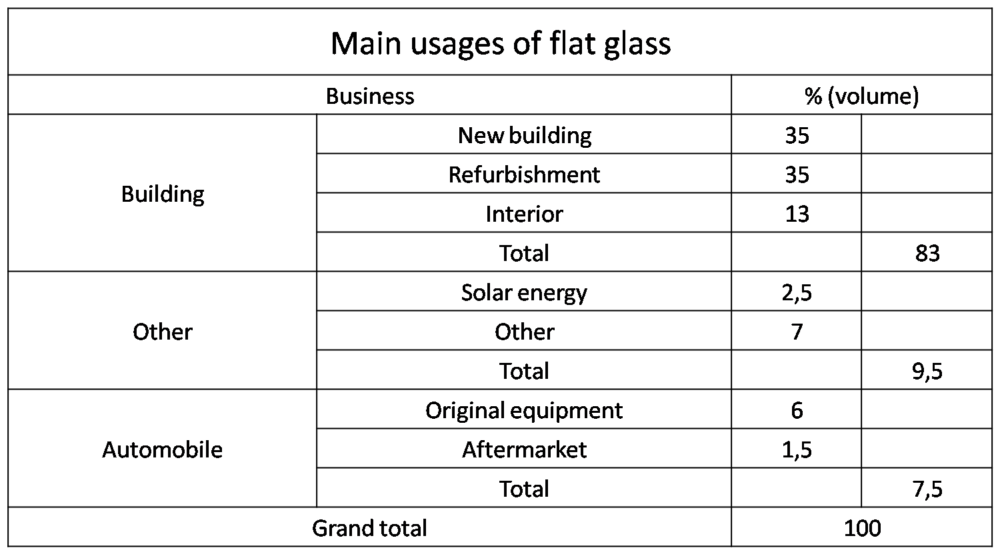 Main usages of flat glass
Business % (volume)
Building
New building 35
Refurbishment 35
Interior 13
Total 83
Other
Solar energy 2,5
Other 7
Total 9,5
Automobile
Original equipment 6
Aftermarket 1,5
Total 7,5
Grand total 100